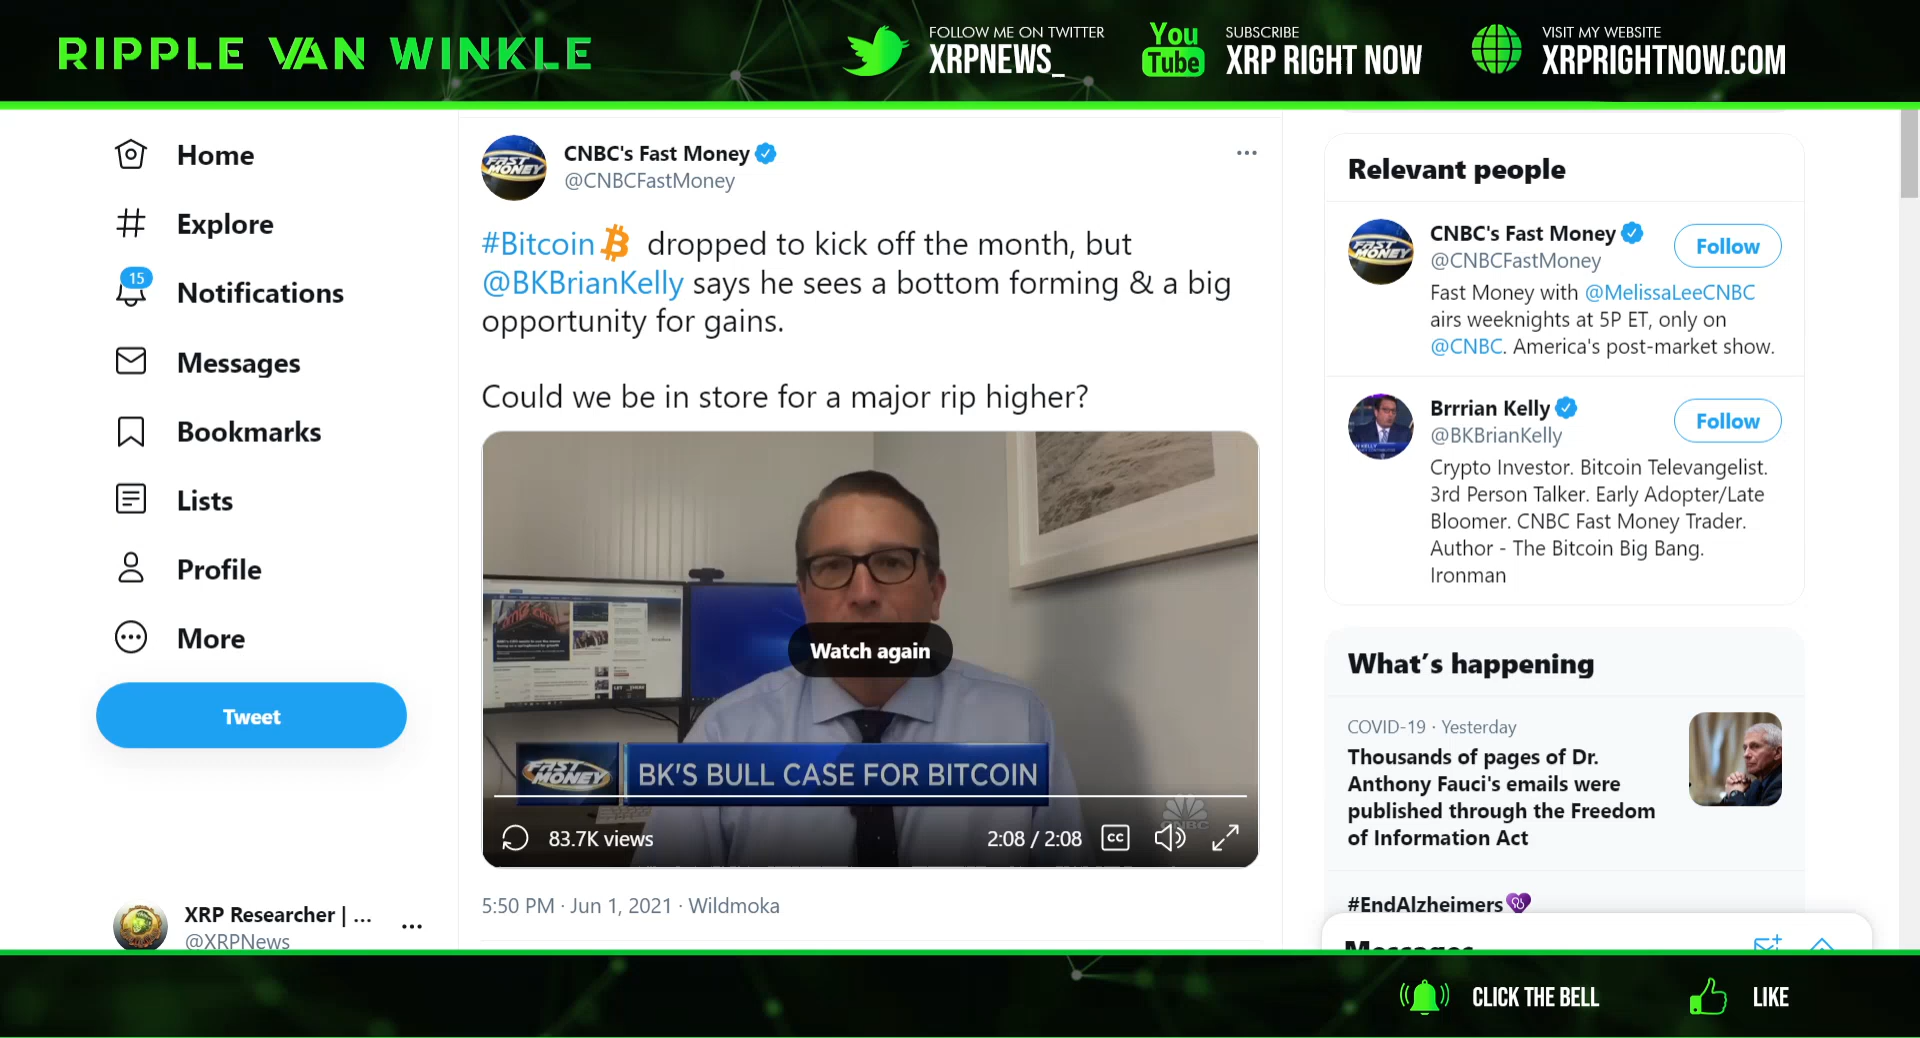 RIPPLE VAN WINKLE
FOLLOW ME ON TWITTER
XRPNEWS_
You
Tube
SUBSCRIBE
XRP RIGHT NOW
VISIT MY WEBSITE
XRPRIGHTNOW.COM
Home
Explore
15
Notifications
Messages
Bookmarks
Lists
Profile
More
Tweet
XRP Researcher | ...
@XRPNews
FAST
MONEY
CNBC's Fast Money
@CNBCFastMoney
#Bitcoin dropped to kick off the month, but
@BKBrianKelly says he sees a bottom forming & a big
opportunity for gains.
Could we be in store for a major rip higher?
Watch again
FAST
MONEY
BK'S BULL CASE FOR BITCOIN
CNBC
83.7K views
2:08 / 2:08
CC
5:50 PM · Jun 1, 2021 · Wildmoka
Relevant people
FAST
MONEY
CNBC's Fast Money
@CNBCFastMoney
Follow
Fast Money with @MelissaLeeCNBC
airs weeknights at 5P ET, only on
@CNBC. America's post-market show.
Brrrian Kelly
@BKBrianKelly
Follow
Crypto Investor. Bitcoin Televangelist.
3rd Person Talker. Early Adopter/Late
Bloomer. CNBC Fast Money Trader.
Author - The Bitcoin Big Bang.
Ironman
What's happening
COVID-19 · Yesterday
Thousands of pages of Dr.
Anthony Fauci's emails were
published through the Freedom
of Information Act
#EndAlzheimers
Messages
CLICK THE BELL
LIKE